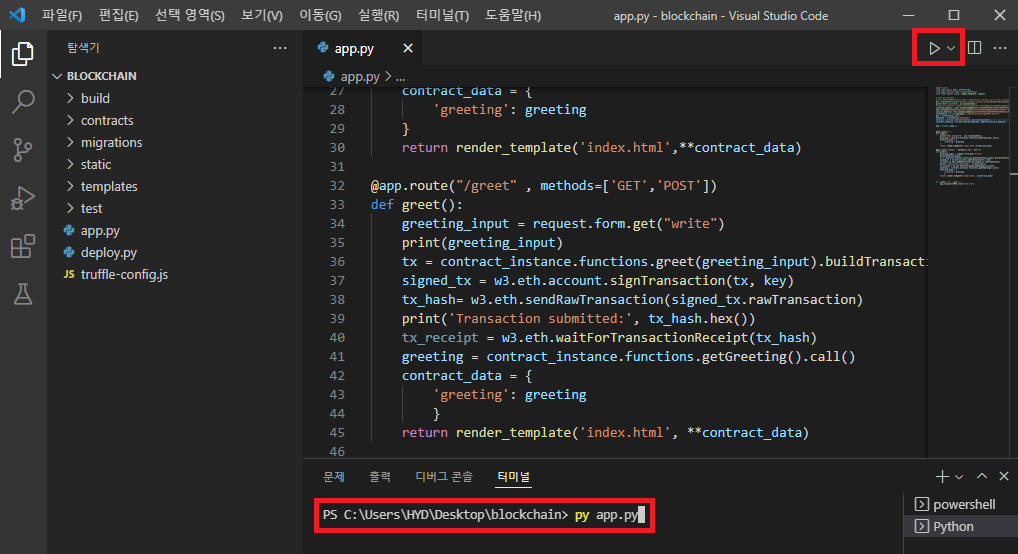 파일(F) 편집(E) 선택 영역(S) 보기(V) 이동(G) 실행(R) 터미널(T) 도움말(H) app.py - blockchain - Visual Studio Code
탐색기
BLOCKCHAIN
build
contracts
migrations
static
templates
test
app.py
deploy.py
JS truffle-config.js
app.py
app.py > ...
27 contract_data = {
28 'greeting': greeting
29 }
30 return render_template('index.html',**contract_data)
31
32 @app.route("/greet" , methods=['GET','POST'])
33 def greet():
34 greeting_input = request.form.get("write")
35 print(greeting_input)
36 tx = contract_instance.functions.greet(greeting_input).buildTransacti
37 signed_tx = w3.eth.account.signTransaction(tx, key)
38 tx_hash= w3.eth.sendRawTransaction(signed_tx.rawTransaction)
39 print('Transaction submitted:', tx_hash.hex())
40 tx_receipt = w3.eth.waitForTransactionReceipt(tx_hash)
41 greeting = contract_instance.functions.getGreeting().call()
42 contract_data = {
43 'greeting': greeting
44 }
45 return render_template('index.html', **contract_data)
46
문제 출력 디버그 콘솔 터미널
PS C:\Users\HYD\Desktop\blockchain> py app.py
powershell
Python